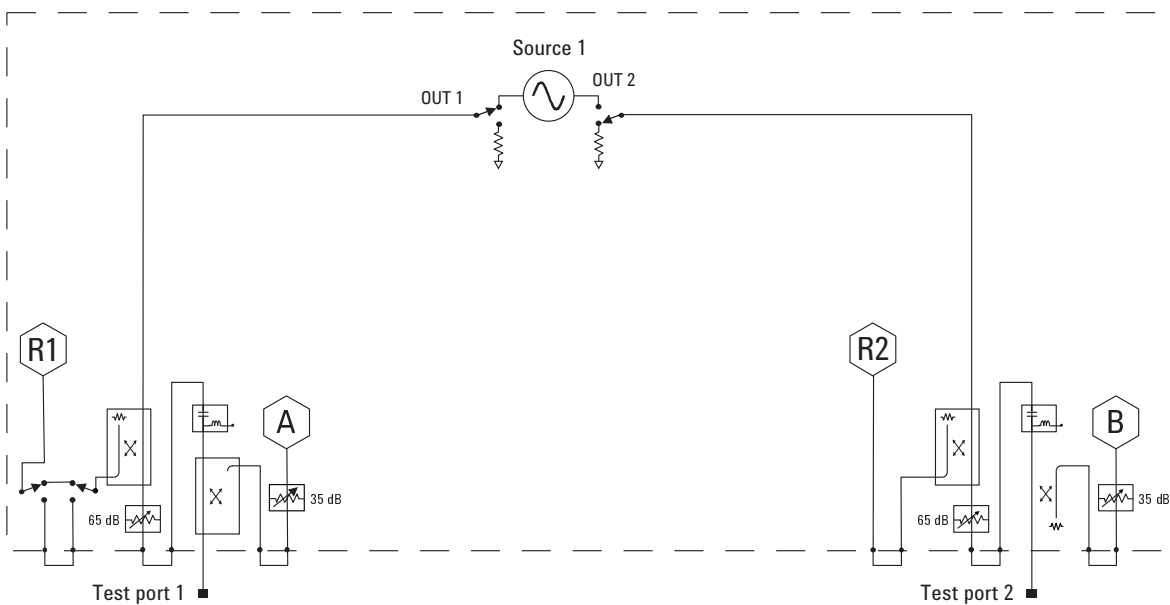 Source 1
OUT 1
OUT 2
R1
R2
A
B
35 dB
35 dB
65 dB
65 dB
Test port 1
Test port 2